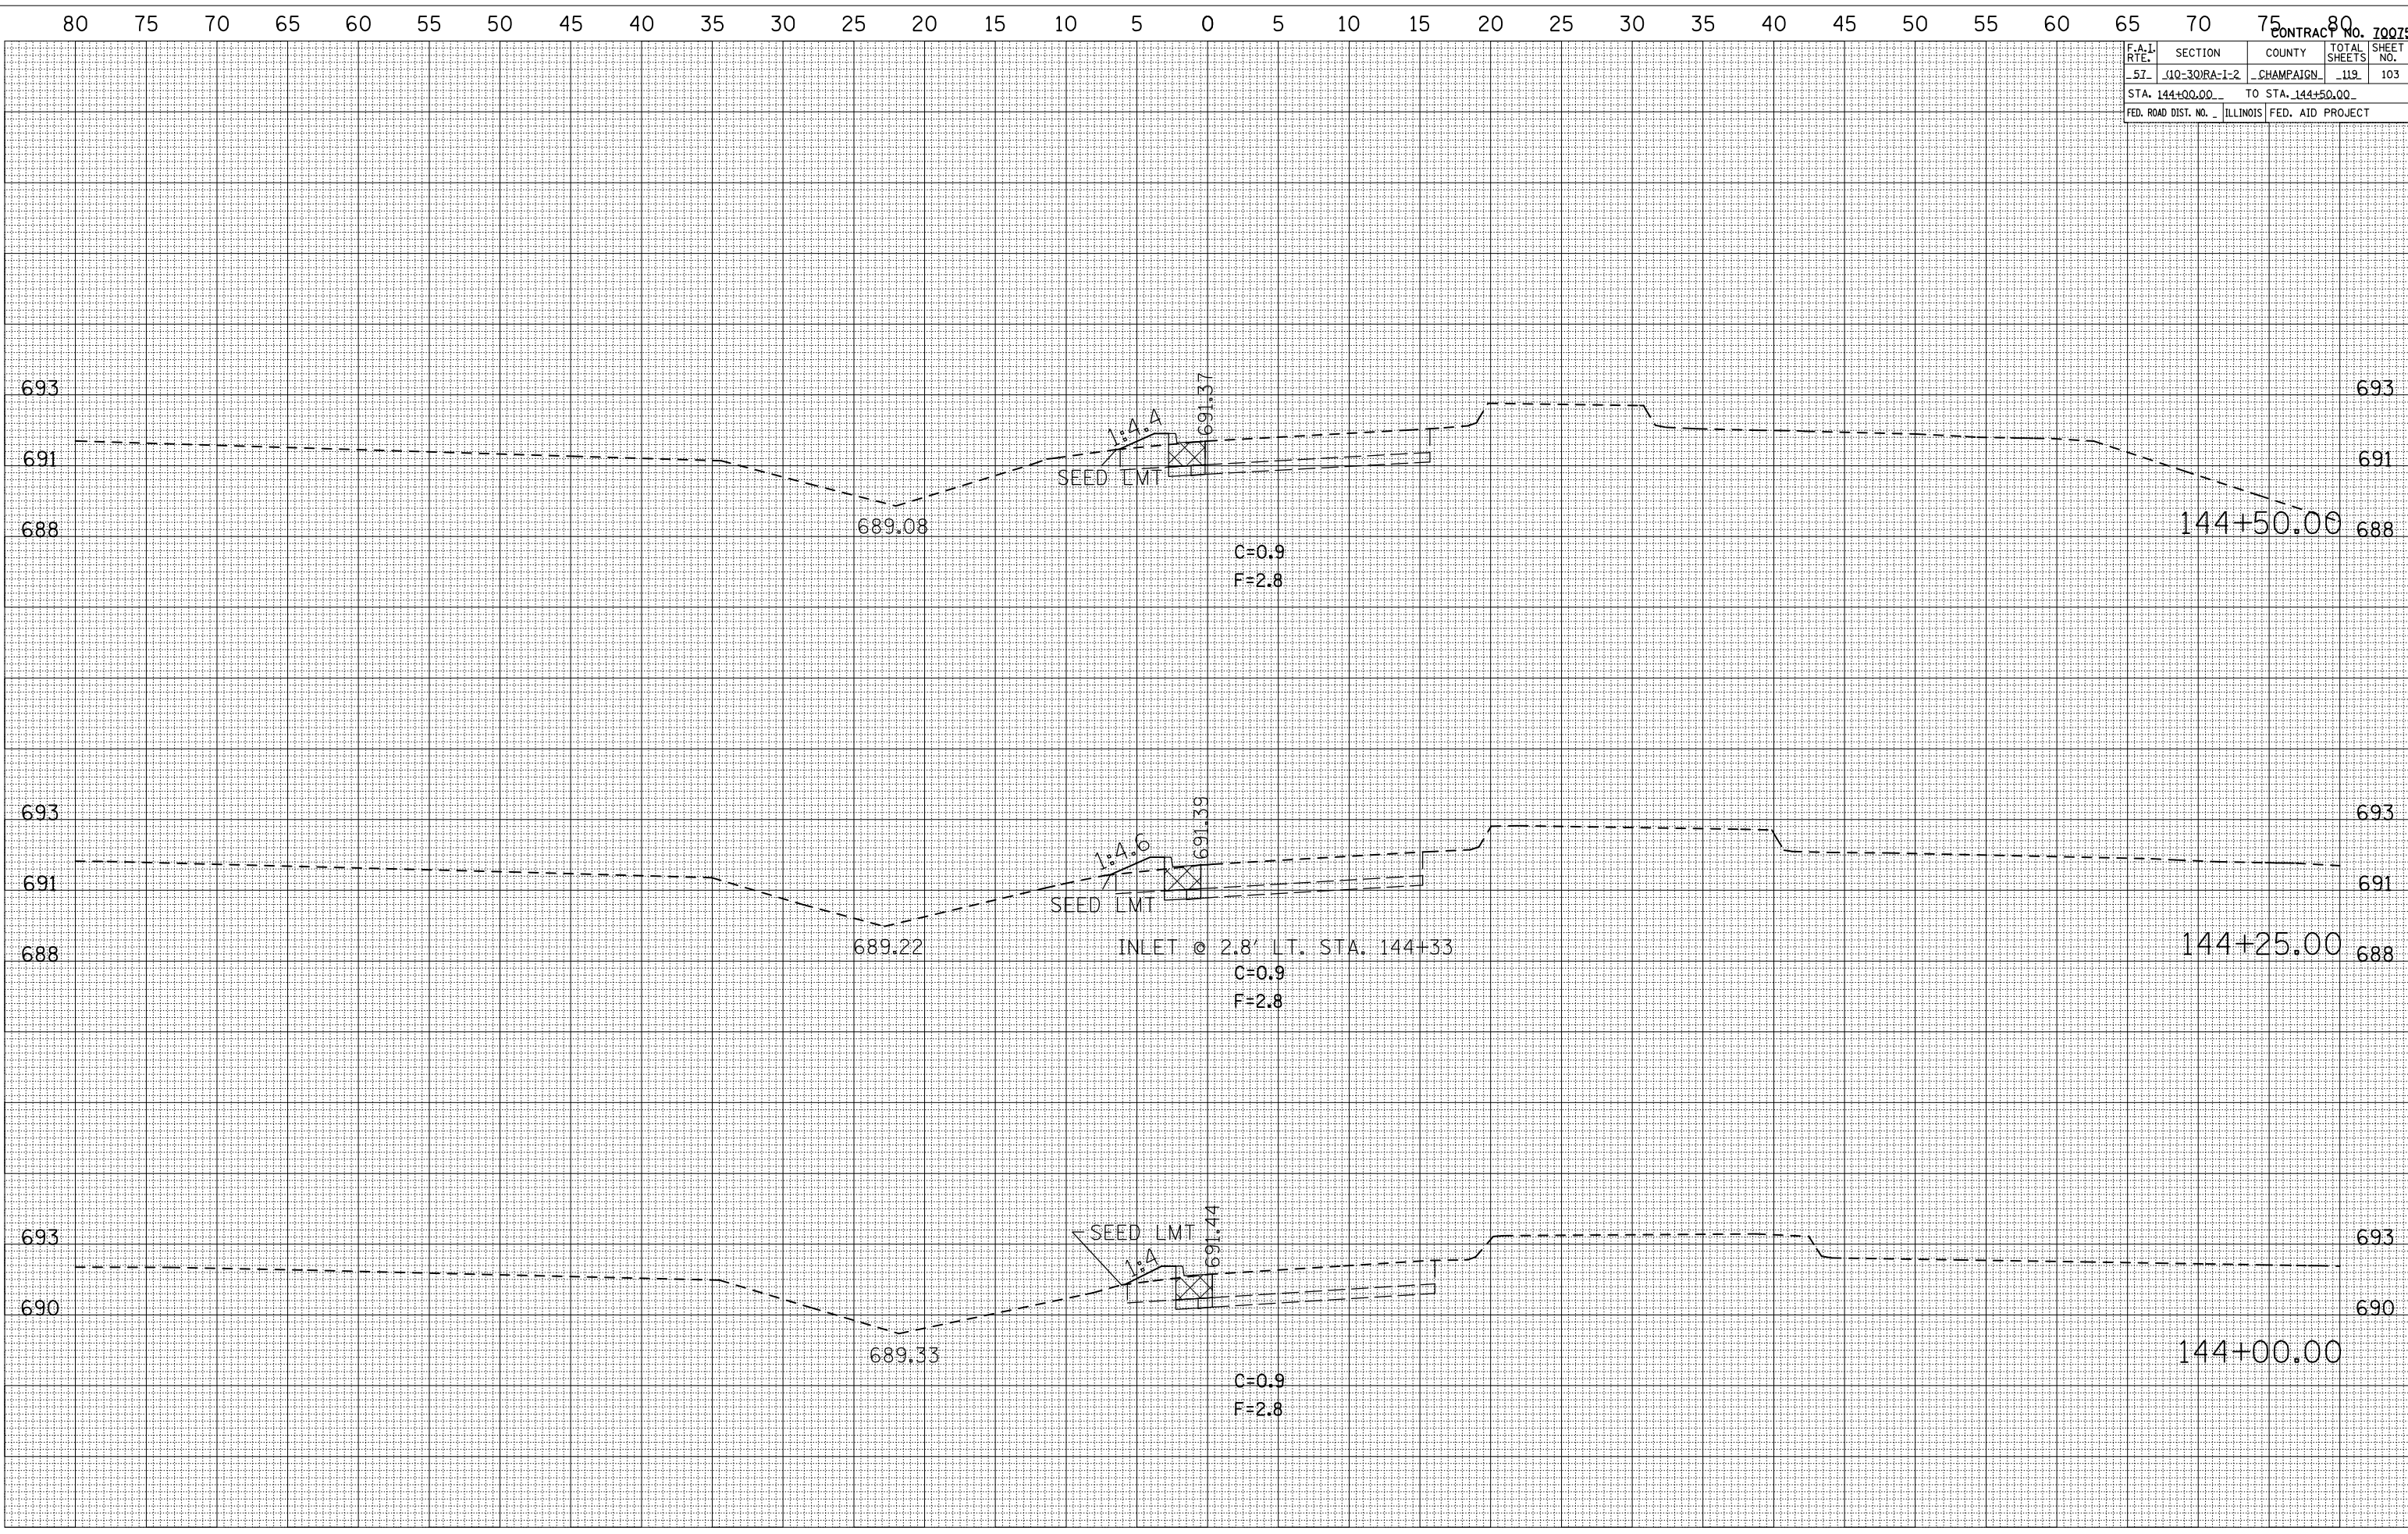 80 75 70 65 60 55 50 45 40 35 30 25 20 15 10 5 0 5 10 15 20 25 30 35 40 45 50 55 60 65 70 75 80
CONTRACT NO. 70075
F.A.I. RTE. SECTION COUNTY TOTAL SHEETS SHEET NO.
57 (10-30)RA-I-2 CHAMPAIGN 119 103
STA. 144+00.00 TO STA. 144+50.00
FED. ROAD DIST. NO. _ ILLINOIS FED. AID PROJECT
693 693
691.37
1:4.4
691 691
SEED LMT
689.08
144+50.00
688 688
C=0.9
F=2.8
693 693
691.39
1:4.6
691 691
SEED LMT
689.22
INLET @ 2.8' LT. STA. 144+33
144+25.00
688 688
C=0.9
F=2.8
693 693
SEED LMT
691.44
1:4
690 690
689.33
144+00.00
C=0.9
F=2.8